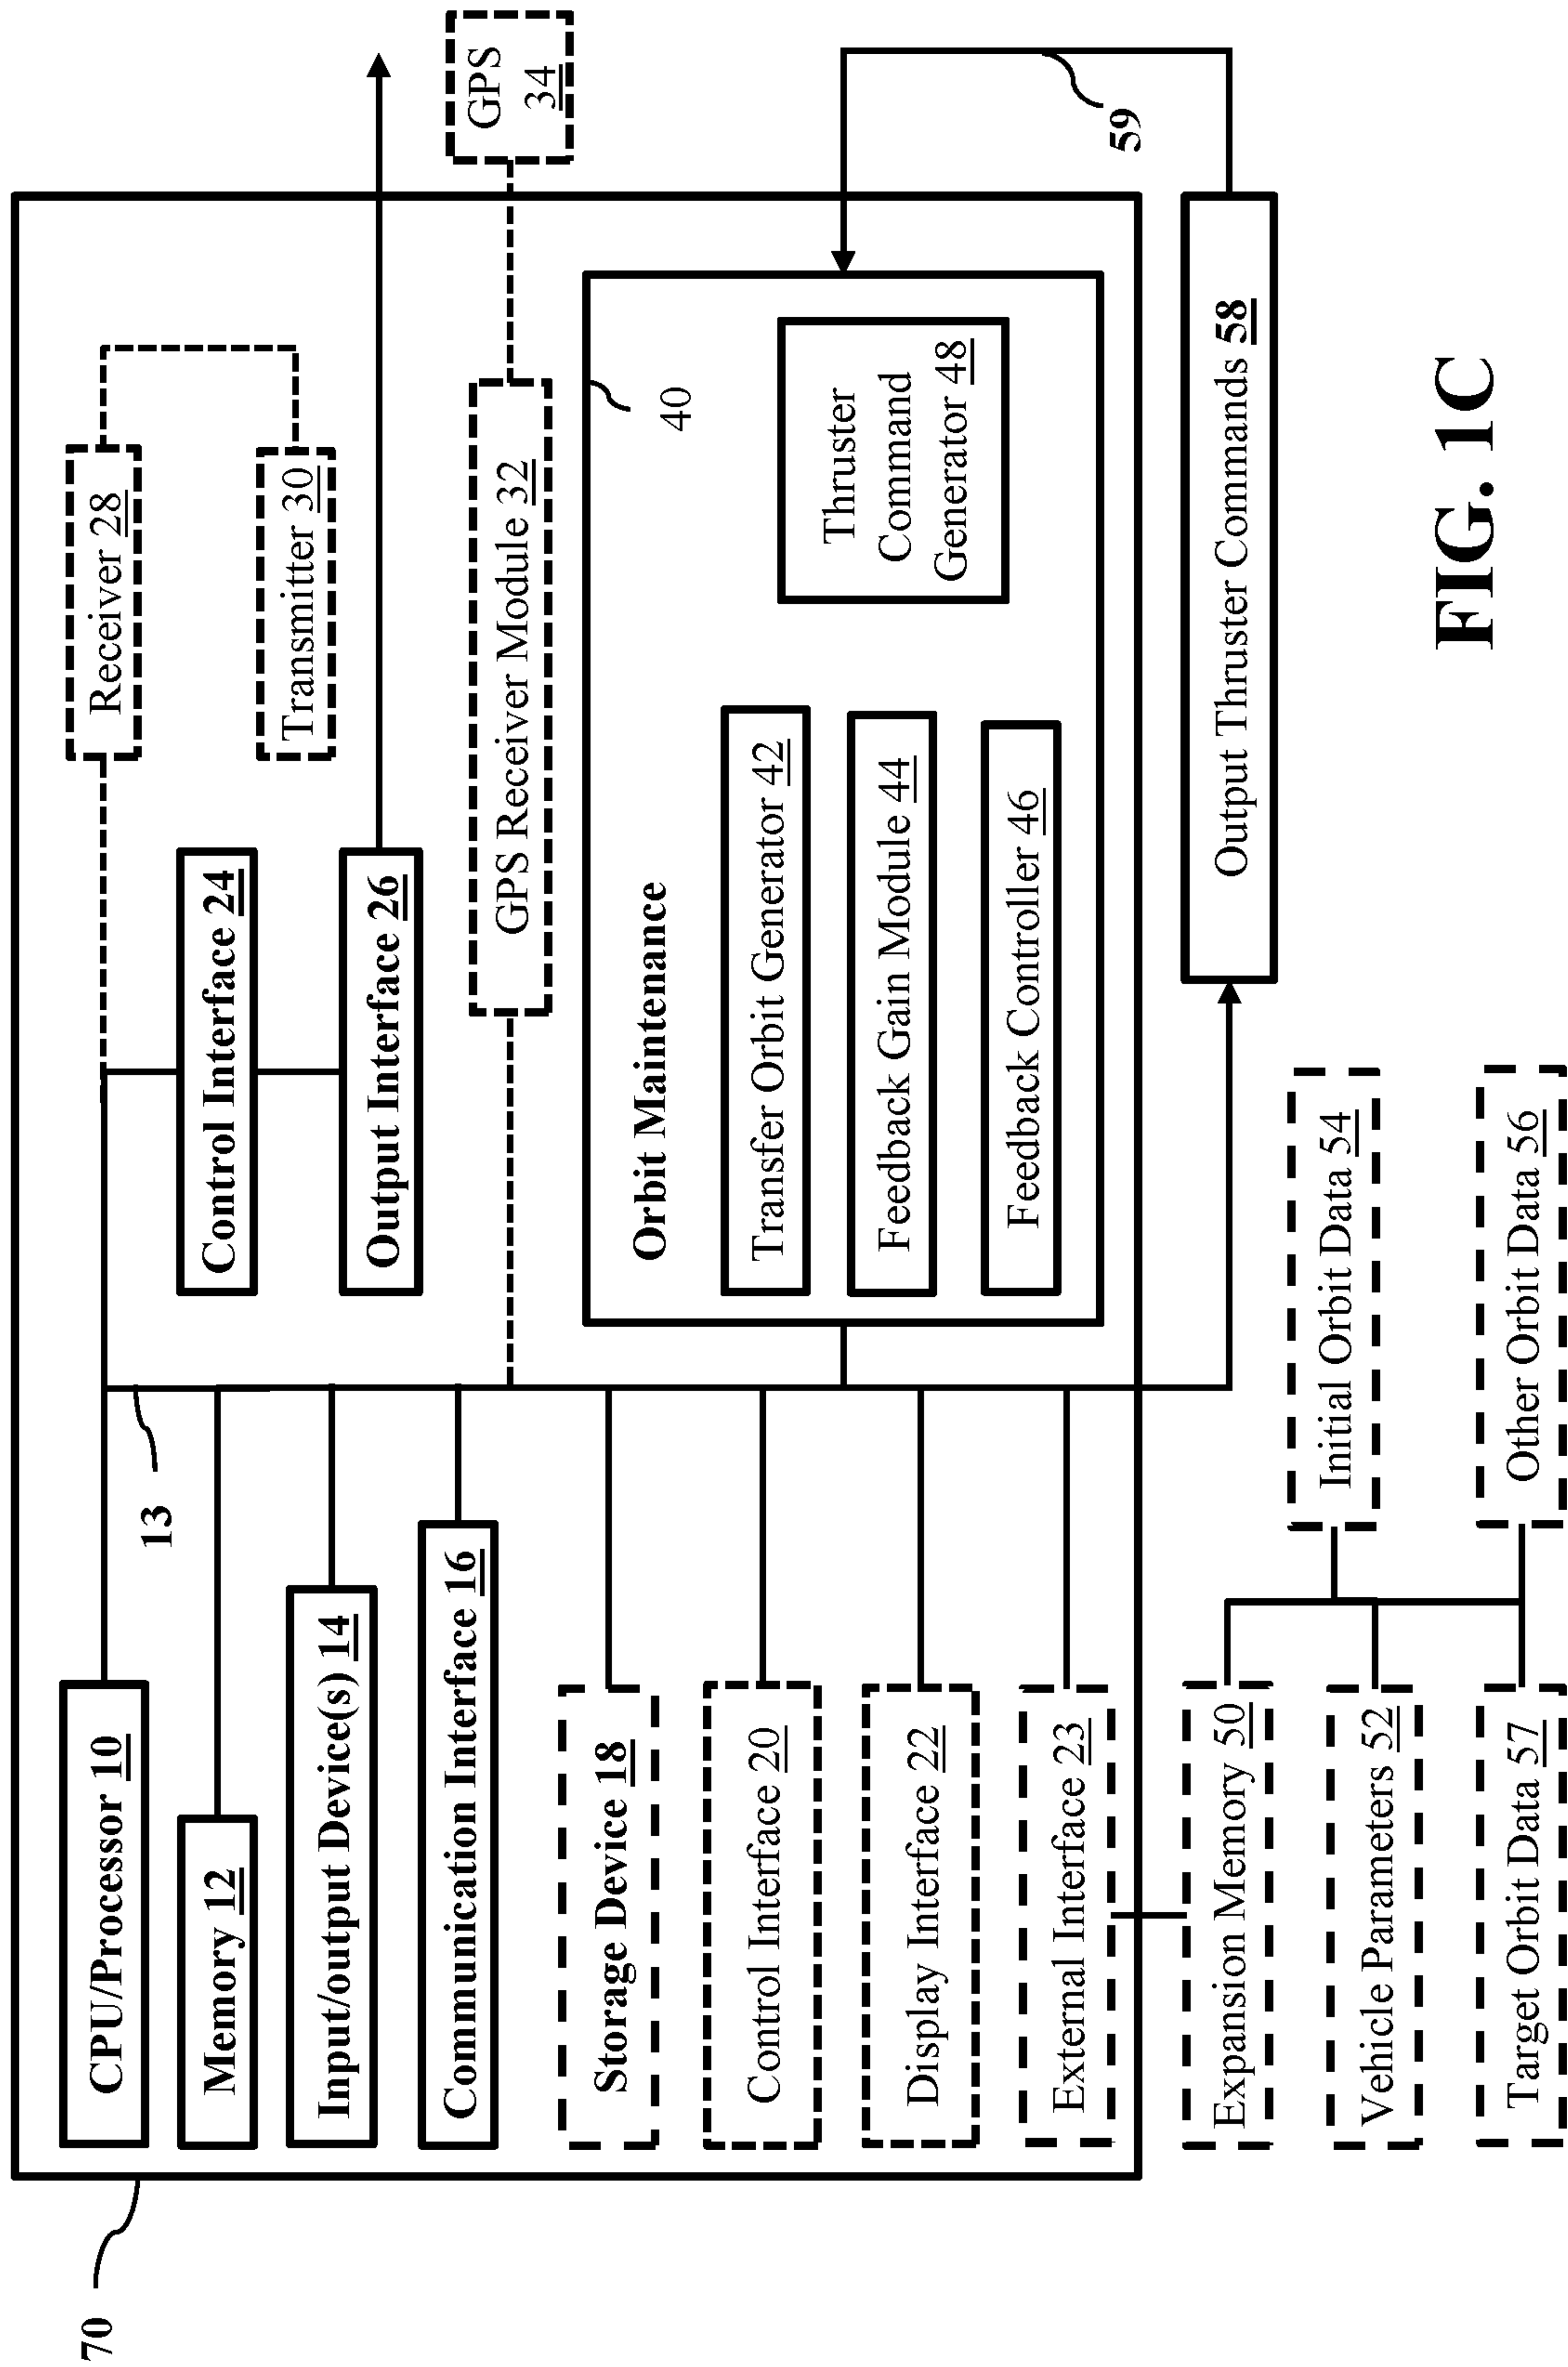 70
13
CPU/Processor 10
Memory 12
Input/output Device(s) 14
Communication Interface 16
Storage Device 18
Control Interface 20
Display Interface 22
External Interface 23
Control Interface 24
Output Interface 26
Receiver 28
Transmitter 30
GPS Receiver Module 32
GPS
34
Orbit Maintenance
40
Transfer Orbit Generator 42
Feedback Gain Module 44
Feedback Controller 46
Thruster
Command
Generator 48
59
Output Thruster Commands 58
Expansion Memory 50
Vehicle Parameters 52
Target Orbit Data 57
Initial Orbit Data 54
Other Orbit Data 56
FIG. 1C